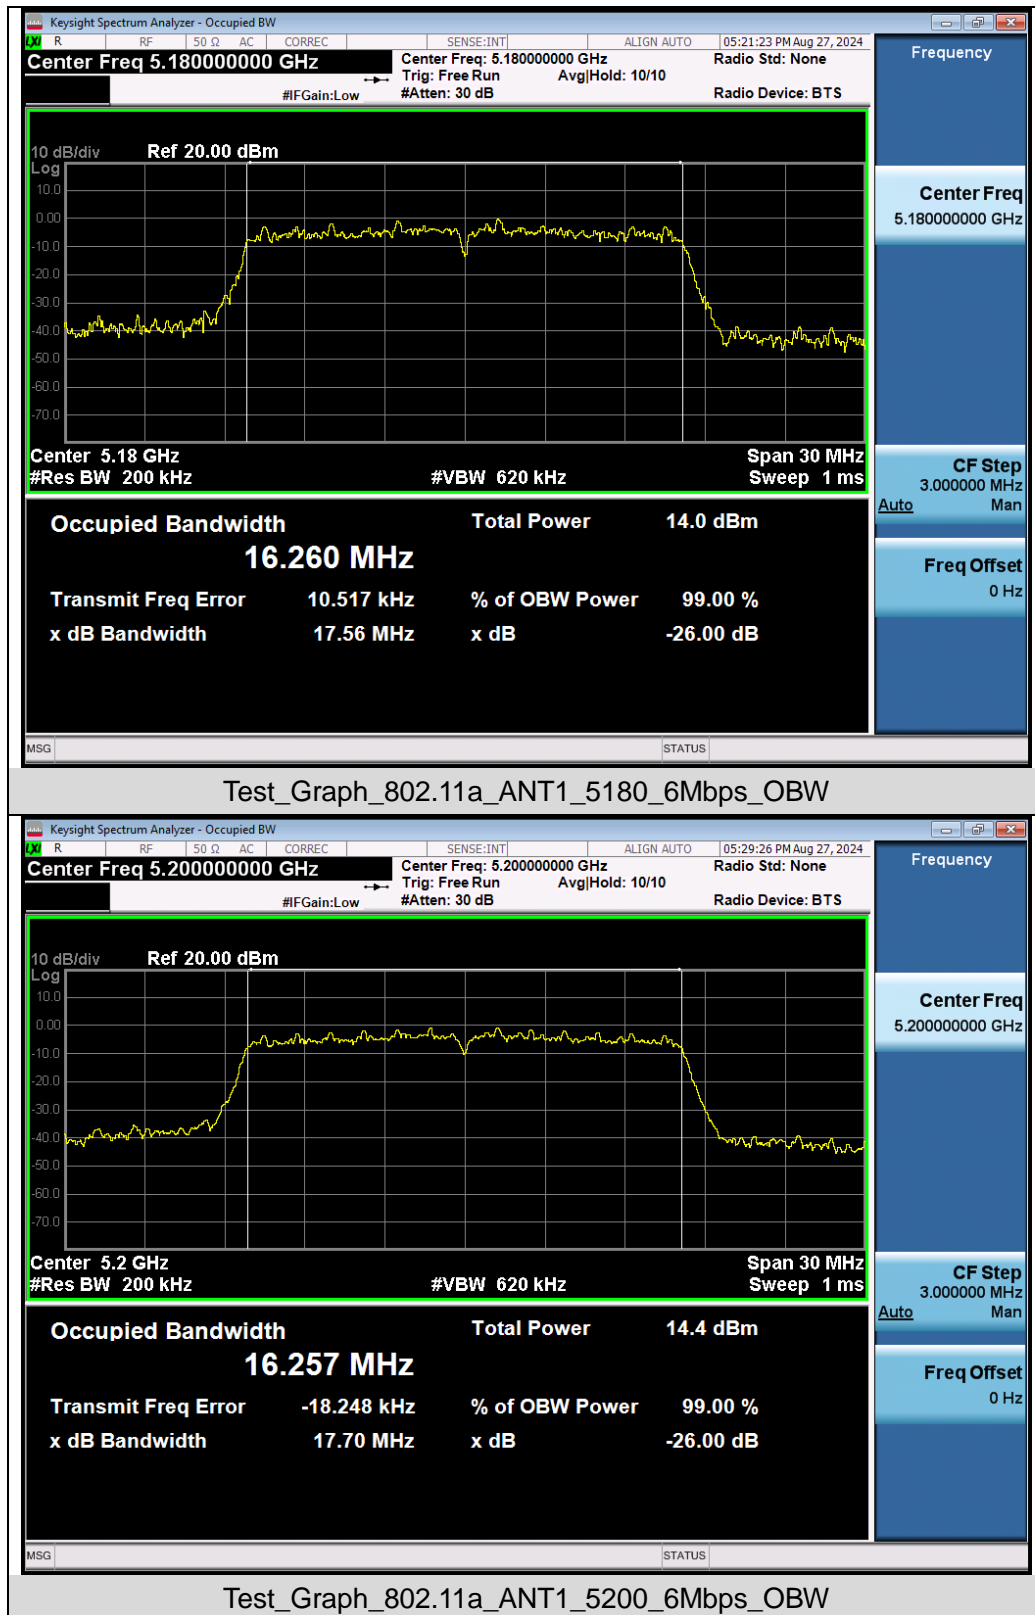 Keysight Spectrum Analyzer - Occupied BW
LXI R RF 50 Ω AC CORREC SENSE:INT ALIGN AUTO 05:21:23 PM Aug 27, 2024
Center Freq 5.180000000 GHz
Center Freq: 5.180000000 GHz Radio Std: None
Trig: Free Run Avg|Hold: 10/10
#IFGain:Low #Atten: 30 dB Radio Device: BTS
Frequency
10 dB/div Ref 20.00 dBm
Log
10.0
0.00
-10.0
-20.0
-30.0
-40.0
-50.0
-60.0
-70.0
Center 5.18 GHz Span 30 MHz
#Res BW 200 kHz #VBW 620 kHz Sweep 1 ms
Center Freq
5.180000000 GHz
CF Step
3.000000 MHz
Auto Man
Freq Offset
0 Hz
Occupied Bandwidth Total Power 14.0 dBm
16.260 MHz
Transmit Freq Error 10.517 kHz % of OBW Power 99.00 %
x dB Bandwidth 17.56 MHz x dB -26.00 dB
MSG STATUS
Test_Graph_802.11a_ANT1_5180_6Mbps_OBW
Keysight Spectrum Analyzer - Occupied BW
LXI R RF 50 Ω AC CORREC SENSE:INT ALIGN AUTO 05:29:26 PM Aug 27, 2024
Center Freq 5.200000000 GHz
Center Freq: 5.200000000 GHz Radio Std: None
Trig: Free Run Avg|Hold: 10/10
#IFGain:Low #Atten: 30 dB Radio Device: BTS
Frequency
10 dB/div Ref 20.00 dBm
Log
10.0
0.00
-10.0
-20.0
-30.0
-40.0
-50.0
-60.0
-70.0
Center 5.2 GHz Span 30 MHz
#Res BW 200 kHz #VBW 620 kHz Sweep 1 ms
Center Freq
5.200000000 GHz
CF Step
3.000000 MHz
Auto Man
Freq Offset
0 Hz
Occupied Bandwidth Total Power 14.4 dBm
16.257 MHz
Transmit Freq Error -18.248 kHz % of OBW Power 99.00 %
x dB Bandwidth 17.70 MHz x dB -26.00 dB
MSG STATUS
Test_Graph_802.11a_ANT1_5200_6Mbps_OBW